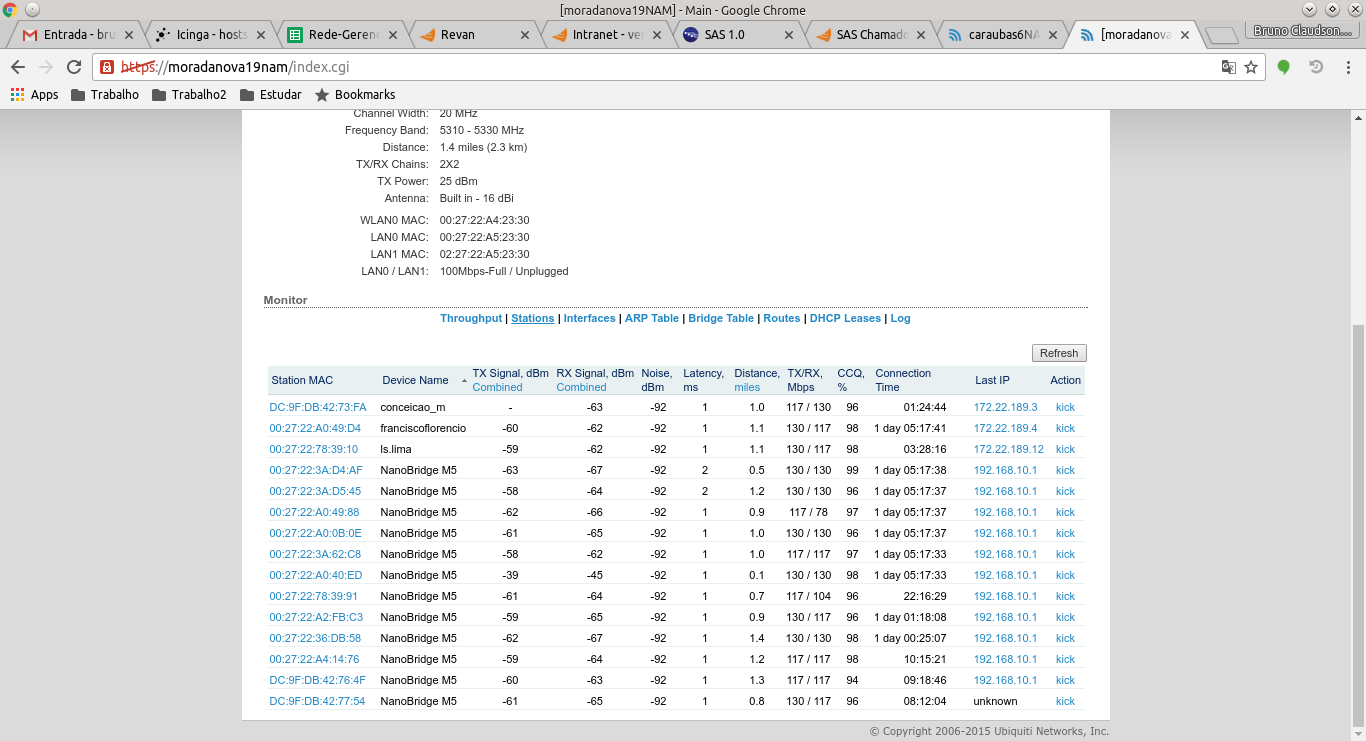 [moradanova19NAM] - Main - Google Chrome
Entrada - bru Icinga - hosts Rede-Geren Revan Intranet - ver SAS 1.0 SAS Chamado caraubas6NA [moradanova Bruno Claudson...
https://moradanova19nam/index.cgi
Apps Trabalho Trabalho2 Estudar Bookmarks
Channel Width: 20 MHz
Frequency Band: 5310 - 5330 MHz
Distance: 1.4 miles (2.3 km)
TX/RX Chains: 2X2
TX Power: 25 dBm
Antenna: Built in - 16 dBi
WLAN0 MAC: 00:27:22:A4:23:30
LAN0 MAC: 00:27:22:A5:23:30
LAN1 MAC: 02:27:22:A5:23:30
LAN0 / LAN1: 100Mbps-Full / Unplugged
Monitor
Throughput | Stations | Interfaces | ARP Table | Bridge Table | Routes | DHCP Leases | Log
Refresh
Station MAC Device Name TX Signal, dBm Combined RX Signal, dBm Combined Noise, dBm Latency, ms Distance, miles TX/RX, Mbps CCQ, % Connection Time Last IP Action
DC:9F:DB:42:73:FA conceicao_m - -63 -92 1 1.0 117 / 130 96 01:24:44 172.22.189.3 kick
00:27:22:A0:49:D4 franciscoflorencio -60 -62 -92 1 1.1 130 / 117 98 1 day 05:17:41 172.22.189.4 kick
00:27:22:78:39:10 ls.lima -59 -62 -92 1 1.1 130 / 117 98 03:28:16 172.22.189.12 kick
00:27:22:3A:D4:AF NanoBridge M5 -63 -67 -92 2 0.5 130 / 130 99 1 day 05:17:38 192.168.10.1 kick
00:27:22:3A:D5:45 NanoBridge M5 -58 -64 -92 2 1.2 130 / 130 96 1 day 05:17:37 192.168.10.1 kick
00:27:22:A0:49:88 NanoBridge M5 -62 -66 -92 1 0.9 117 / 78 97 1 day 05:17:37 192.168.10.1 kick
00:27:22:A0:0B:0E NanoBridge M5 -61 -65 -92 1 1.0 130 / 130 96 1 day 05:17:37 192.168.10.1 kick
00:27:22:3A:62:C8 NanoBridge M5 -58 -62 -92 1 1.0 117 / 117 97 1 day 05:17:33 192.168.10.1 kick
00:27:22:A0:40:ED NanoBridge M5 -39 -45 -92 1 0.1 130 / 130 98 1 day 05:17:33 192.168.10.1 kick
00:27:22:78:39:91 NanoBridge M5 -61 -64 -92 1 0.7 117 / 104 96 22:16:29 192.168.10.1 kick
00:27:22:A2:FB:C3 NanoBridge M5 -59 -65 -92 1 0.9 130 / 117 96 1 day 01:18:08 192.168.10.1 kick
00:27:22:36:DB:58 NanoBridge M5 -62 -67 -92 1 1.4 130 / 130 98 1 day 00:25:07 192.168.10.1 kick
00:27:22:A4:14:76 NanoBridge M5 -59 -64 -92 1 1.2 117 / 117 98 10:15:21 192.168.10.1 kick
DC:9F:DB:42:76:4F NanoBridge M5 -60 -63 -92 1 1.3 117 / 117 94 09:18:46 192.168.10.1 kick
DC:9F:DB:42:77:54 NanoBridge M5 -61 -65 -92 1 0.8 130 / 117 96 08:12:04 unknown kick
© Copyright 2006-2015 Ubiquiti Networks, Inc.